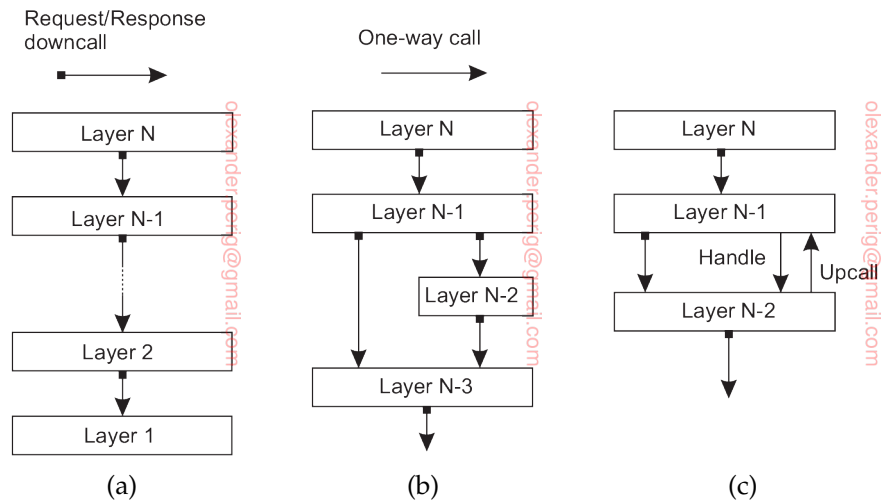 Request/Response
downcall
One-way call
Layer N
Layer N-1
Layer 2
Layer 1
olexander.perig@gmail.com
(a)
Layer N
Layer N-1
Layer N-2
Layer N-3
olexander.perig@gmail.com
(b)
Layer N
Layer N-1
Handle
Upcall
Layer N-2
olexander.perig@gmail.com
(c)